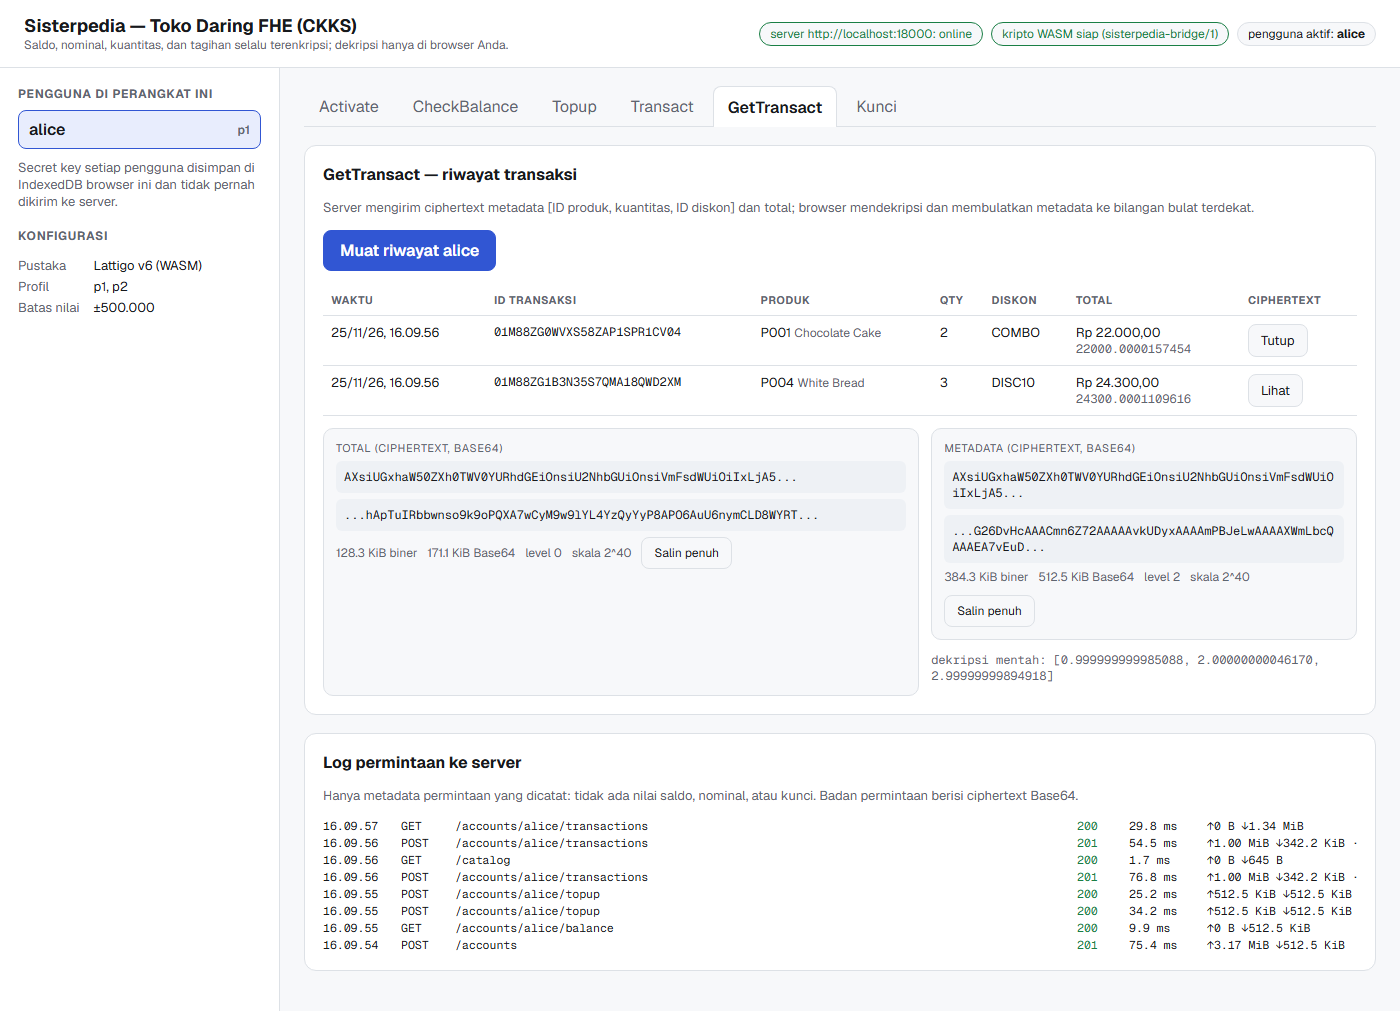 Sisterpedia — Toko Daring FHE (CKKS)
Saldo, nominal, kuantitas, dan tagihan selalu terenkripsi; dekripsi hanya di browser Anda.
server http://localhost:18000: online
kripto WASM siap (sisterpedia-bridge/1)
pengguna aktif: alice
PENGGUNA DI PERANGKAT INI
alice p1
Secret key setiap pengguna disimpan di
IndexedDB browser ini dan tidak pernah
dikirim ke server.
KONFIGURASI
Pustaka Lattigo v6 (WASM)
Profil p1, p2
Batas nilai ±500.000
Activate CheckBalance Topup Transact GetTransact Kunci
GetTransact — riwayat transaksi
Server mengirim ciphertext metadata [ID produk, kuantitas, ID diskon] dan total; browser mendekripsi dan membulatkan metadata ke bilangan bulat terdekat.
Muat riwayat alice
WAKTU ID TRANSAKSI PRODUK QTY DISKON TOTAL CIPHERTEXT
25/11/26, 16.09.56 01M88ZG0WVXS58ZAP1SPR1CV04 P001 Chocolate Cake 2 COMBO Rp 22.000,00 Tutup
22000.0000157454
25/11/26, 16.09.56 01M88ZG1B3N35S7QMA18QWD2XM P004 White Bread 3 DISC10 Rp 24.300,00 Lihat
24300.0001109616
TOTAL (CIPHERTEXT, BASE64)
AXsiUGxhaW50ZXh0TWV0YURhdGEiOnsiU2NhbGUiOnsiVmFsdWUiOiIxLjA5...
...hApTuIRbbwnso9k9oPQXA7wCyM9w9lYL4YzQyYyP8APO6AuU6nymCLD8WYRT...
128.3 KiB biner 171.1 KiB Base64 level 0 skala 2^40 Salin penuh
METADATA (CIPHERTEXT, BASE64)
AXsiUGxhaW50ZXh0TWV0YURhdGEiOnsiU2NhbGUiOnsiVmFsdWUiO
iIxLjA5...
...G26DvHcAAACmn6Z72AAAAAvkUDyxAAAAmPBJeLwAAAAXWmLbcQ
AAAEA7vEuD...
384.3 KiB biner 512.5 KiB Base64 level 2 skala 2^40
Salin penuh
dekripsi mentah: [0.999999999985088, 2.00000000046170,
2.99999999894918]
Log permintaan ke server
Hanya metadata permintaan yang dicatat: tidak ada nilai saldo, nominal, atau kunci. Badan permintaan berisi ciphertext Base64.
16.09.57 GET /accounts/alice/transactions 200 29.8 ms ↑0 B ↓1.34 MiB
16.09.56 POST /accounts/alice/transactions 201 54.5 ms ↑1.00 MiB ↓342.2 KiB ·
16.09.56 GET /catalog 200 1.7 ms ↑0 B ↓645 B
16.09.56 POST /accounts/alice/transactions 201 76.8 ms ↑1.00 MiB ↓342.2 KiB ·
16.09.55 POST /accounts/alice/topup 200 25.2 ms ↑512.5 KiB ↓512.5 KiB
16.09.55 POST /accounts/alice/topup 200 34.2 ms ↑512.5 KiB ↓512.5 KiB
16.09.55 GET /accounts/alice/balance 200 9.9 ms ↑0 B ↓512.5 KiB
16.09.54 POST /accounts 201 75.4 ms ↑3.17 MiB ↓512.5 KiB